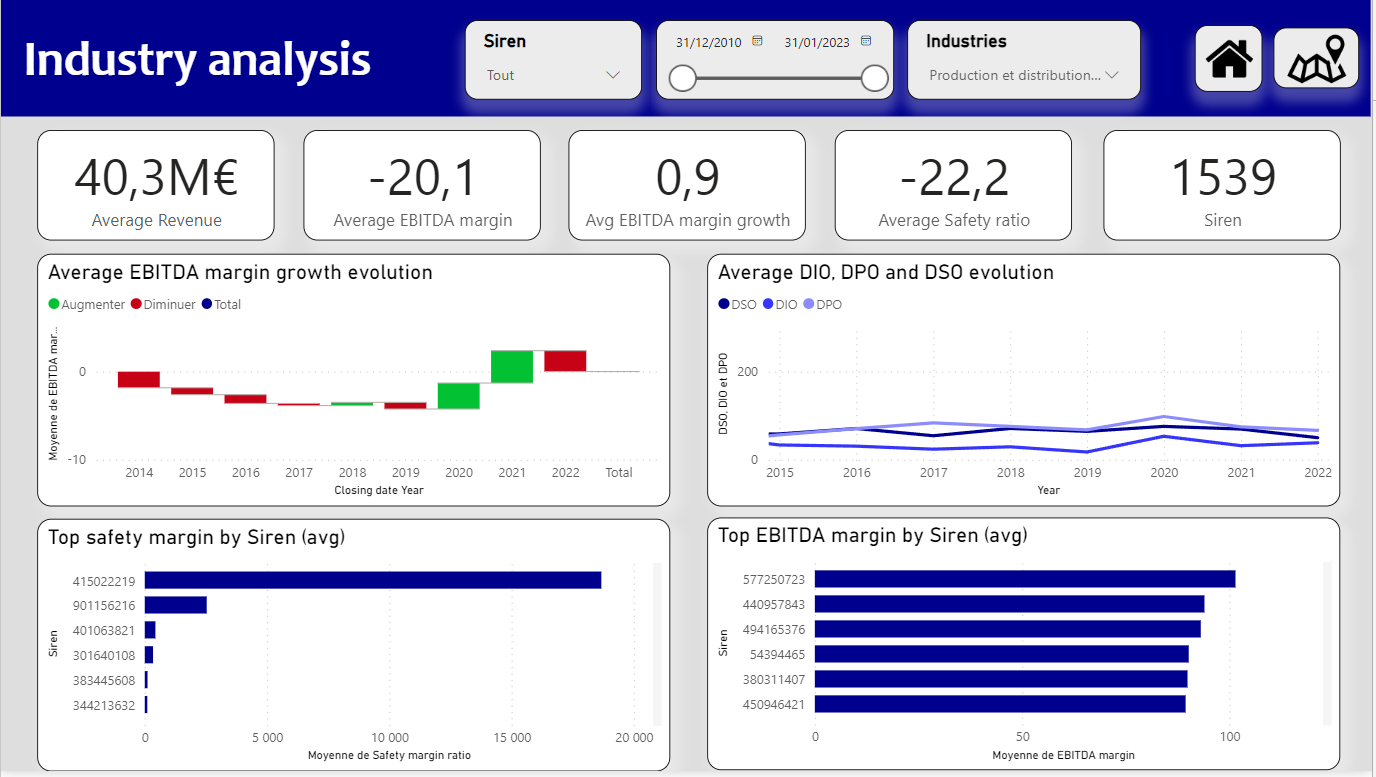 Industry analysis
Siren
Tout
31/12/2010
31/01/2023
Industries
Production et distribution...
40,3M€
Average Revenue
-20,1
Average EBITDA margin
0,9
Avg EBITDA margin growth
-22,2
Average Safety ratio
1539
Siren
Average EBITDA margin growth evolution
Augmenter Diminuer Total
Moyenne de EBITDA mar...
0
-10
2014 2015 2016 2017 2018 2019 2020 2021 2022 Total
Closing date Year
Average DIO, DPO and DSO evolution
DSO DIO DPO
DSO, DIO et DPO
200
0
2015 2016 2017 2018 2019 2020 2021 2022
Year
Top safety margin by Siren (avg)
Siren
415022219
901156216
401063821
301640108
383445608
344213632
0 5 000 10 000 15 000 20 000
Moyenne de Safety margin ratio
Top EBITDA margin by Siren (avg)
Siren
577250723
440957843
494165376
54394465
380311407
450946421
0 50 100
Moyenne de EBITDA margin